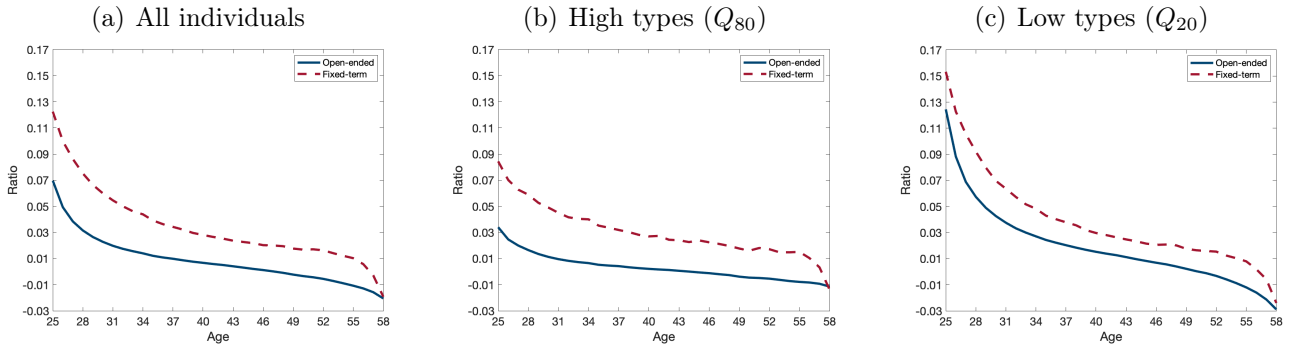 (a) All individuals
0.17
0.15
0.13
0.11
0.09
0.07
0.05
0.03
0.01
-0.01
-0.03
Ratio
25 28 31 34 37 40 43 46 49 52 55 58
Age
Open-ended
Fixed-term
(b) High types (Q80)
0.17
0.15
0.13
0.11
0.09
0.07
0.05
0.03
0.01
-0.01
-0.03
Ratio
25 28 31 34 37 40 43 46 49 52 55 58
Age
Open-ended
Fixed-term
(c) Low types (Q20)
0.17
0.15
0.13
0.11
0.09
0.07
0.05
0.03
0.01
-0.01
-0.03
Ratio
25 28 31 34 37 40 43 46 49 52 55 58
Age
Open-ended
Fixed-term